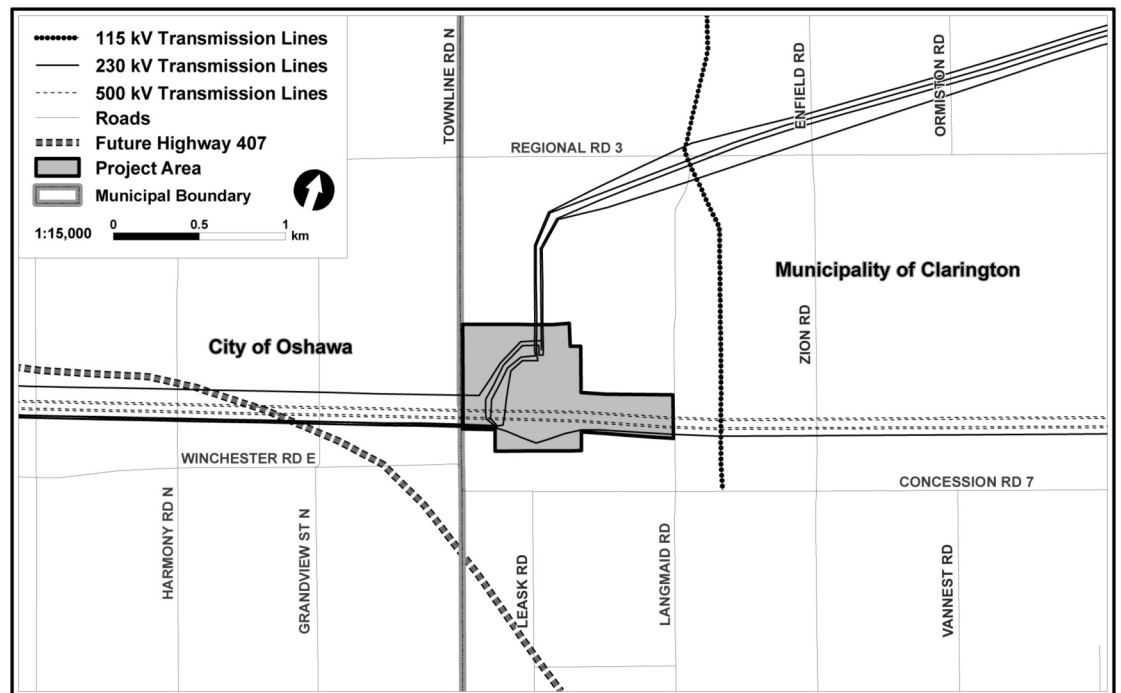 115 kV Transmission Lines
230 kV Transmission Lines
500 kV Transmission Lines
Roads
Future Highway 407
Project Area
Municipal Boundary
1:15,000
0 0.5 1
km
TOWNLINE RD N
ENFIELD RD
ORMISTON RD
REGIONAL RD 3
Municipality of Clarington
City of Oshawa
ZION RD
WINCHESTER RD E
CONCESSION RD 7
HARMONY RD N
GRANDVIEW ST N
LEASK RD
LANGMAID RD
VANNEST RD